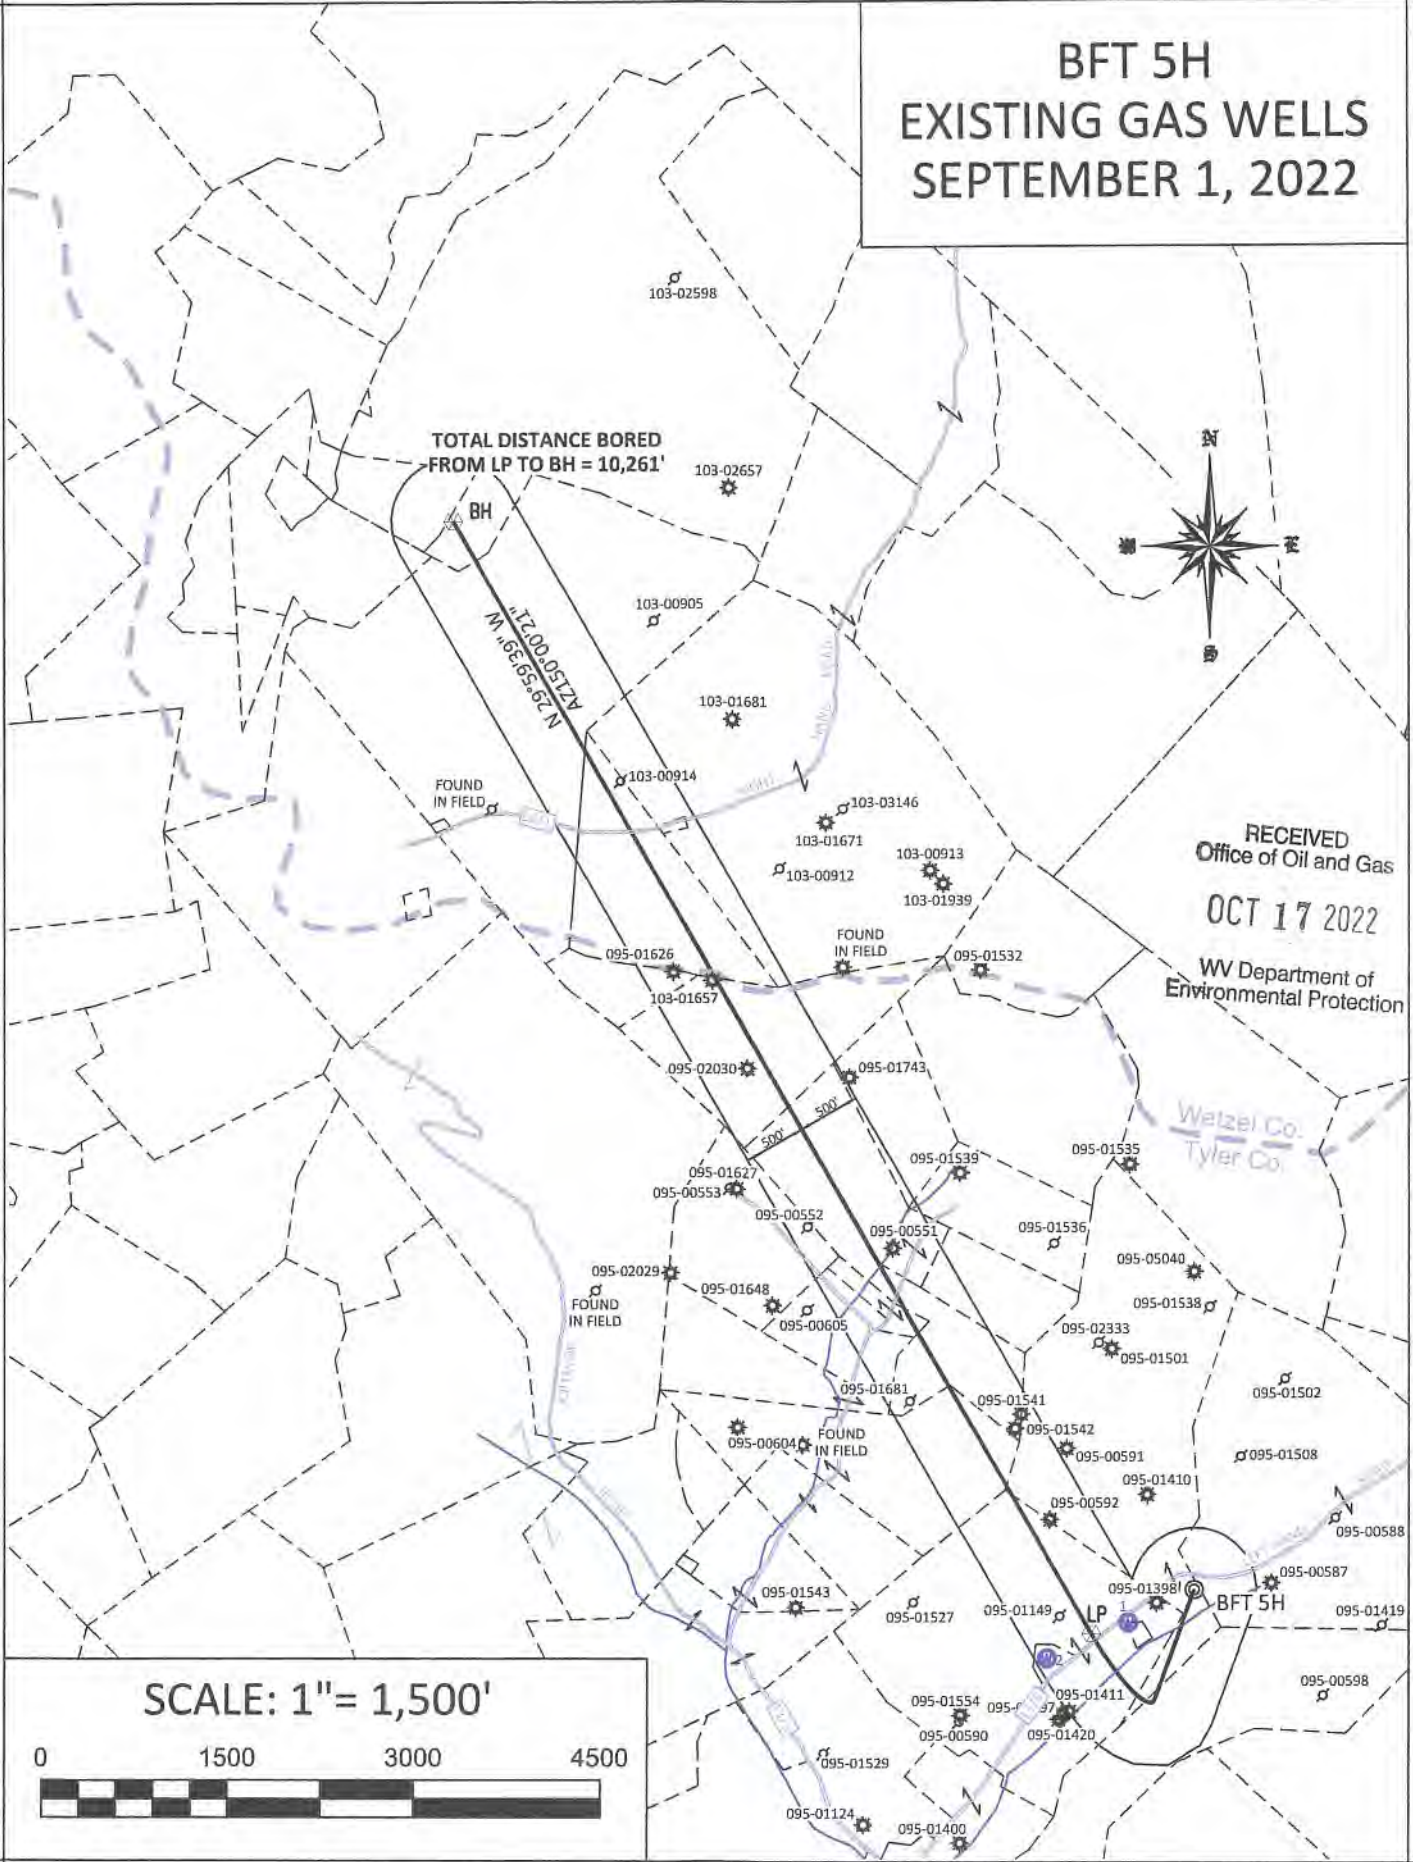 BFT 5H
EXISTING GAS WELLS
SEPTEMBER 1, 2022
103-02598
TOTAL DISTANCE BORED
FROM LP TO BH = 10,261'
103-02657
BH
N
S
103-00905
N 29°59'39" W
AZ150°00'21"
103-01681
103-00914
FOUND
IN FIELD
103-03146
103-01671
103-00912
103-00913
103-01939
RECEIVED
Office of Oil and Gas
OCT 17 2022
WV Department of
Environmental Protection
FOUND
IN FIELD
095-01626
095-01532
103-01657
095-02030
095-01743
500'
500'
Wetzel Co.
Tyler Co.
095-01627
095-00553
095-01539
095-01535
095-00552
095-00551
095-01536
095-05040
095-02029
FOUND
IN FIELD
095-01648
095-00605
095-01538
095-02333
095-01501
095-01502
095-01681
095-01541
095-01542
095-00604
FOUND
IN FIELD
095-00591
095-01508
095-01410
095-00592
095-00588
095-01543
095-01527
095-01149
LP
095-01398
1
BFT 5H
095-00587
095-01419
2
095-00598
095-01554
095-00590
095-01411
095-01420
095-01529
095-01124
095-01400
SCALE: 1"= 1,500'
0 1500 3000 4500